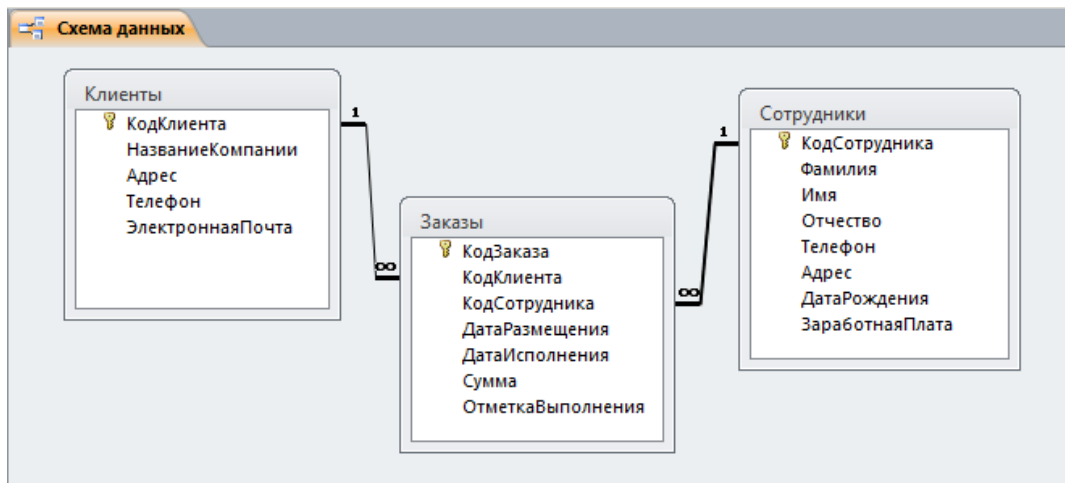 Схема данных
Клиенты
КодКлиента
НазваниеКомпании
Адрес
Телефон
ЭлектроннаяПочта
1
∞
Заказы
КодЗаказа
КодКлиента
КодСотрудника
ДатаРазмещения
ДатаИсполнения
Сумма
ОтметкаВыполнения
∞
1
Сотрудники
КодСотрудника
Фамилия
Имя
Отчество
Телефон
Адрес
ДатаРождения
ЗаработнаяПлата